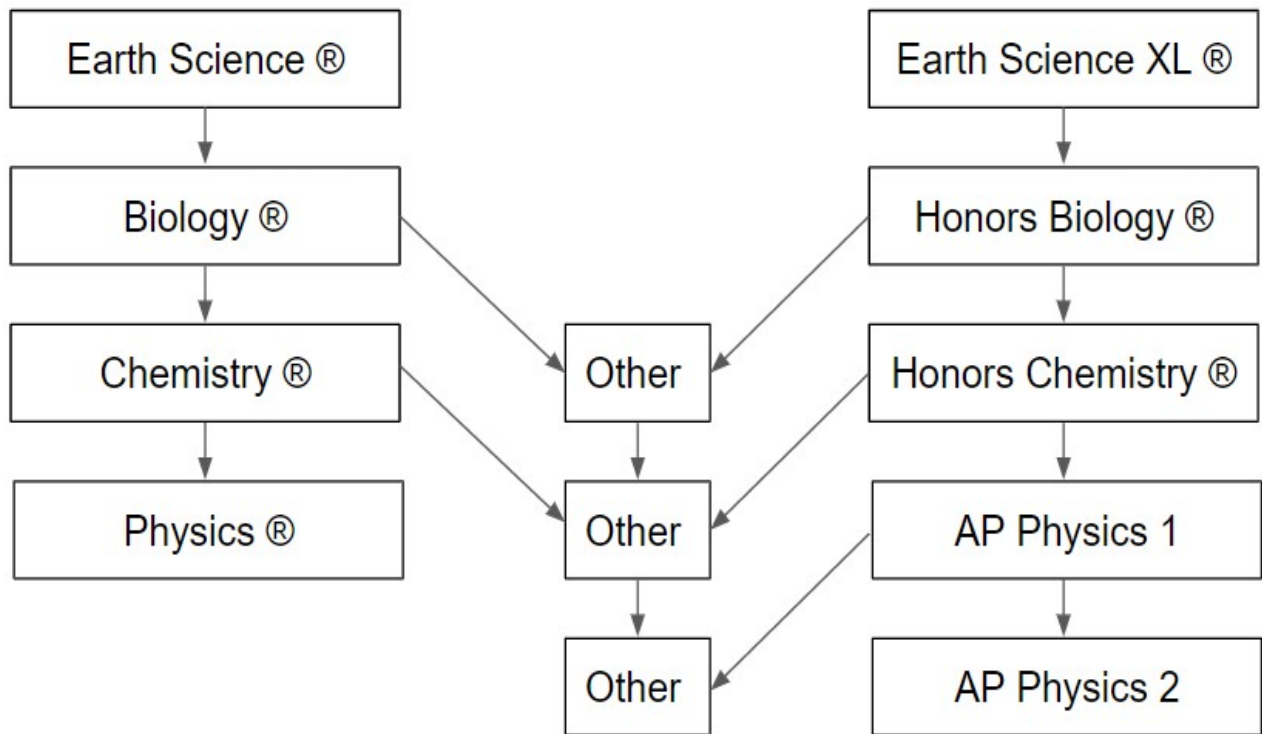 Earth Science ®
Earth Science XL ®
Biology ®
Honors Biology ®
Chemistry ®
Other
Honors Chemistry ®
Physics ®
Other
AP Physics 1
Other
AP Physics 2